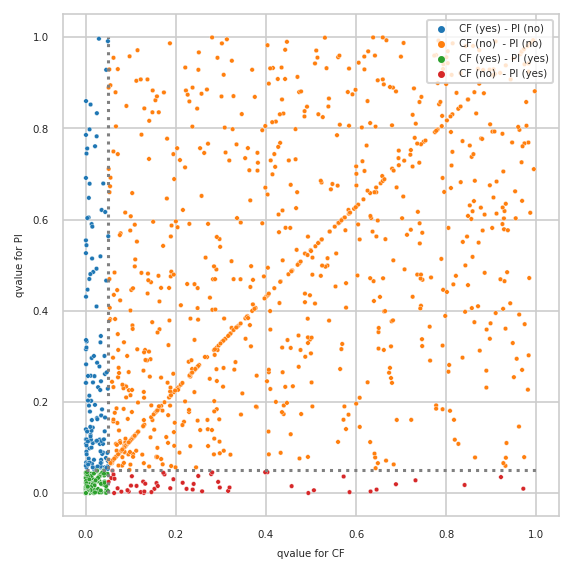 CF (yes) - PI (no)
CF (no)  - PI (no)
CF (yes) - PI (yes)
CF (no)  - PI (yes)
1.0
0.8
0.6
0.4
0.2
0.0
qvalue for PI
0.0 0.2 0.4 0.6 0.8 1.0
qvalue for CF